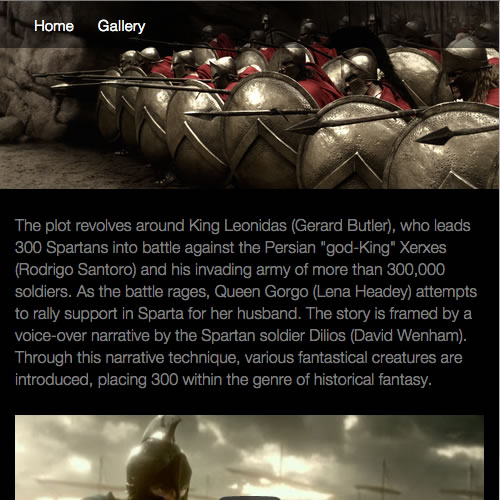 Home Gallery
The plot revolves around King Leonidas (Gerard Butler), who leads
300 Spartans into battle against the Persian "god-King" Xerxes
(Rodrigo Santoro) and his invading army of more than 300,000
soldiers. As the battle rages, Queen Gorgo (Lena Headey) attempts
to rally support in Sparta for her husband. The story is framed by a
voice-over narrative by the Spartan soldier Dilios (David Wenham).
Through this narrative technique, various fantastical creatures are
introduced, placing 300 within the genre of historical fantasy.